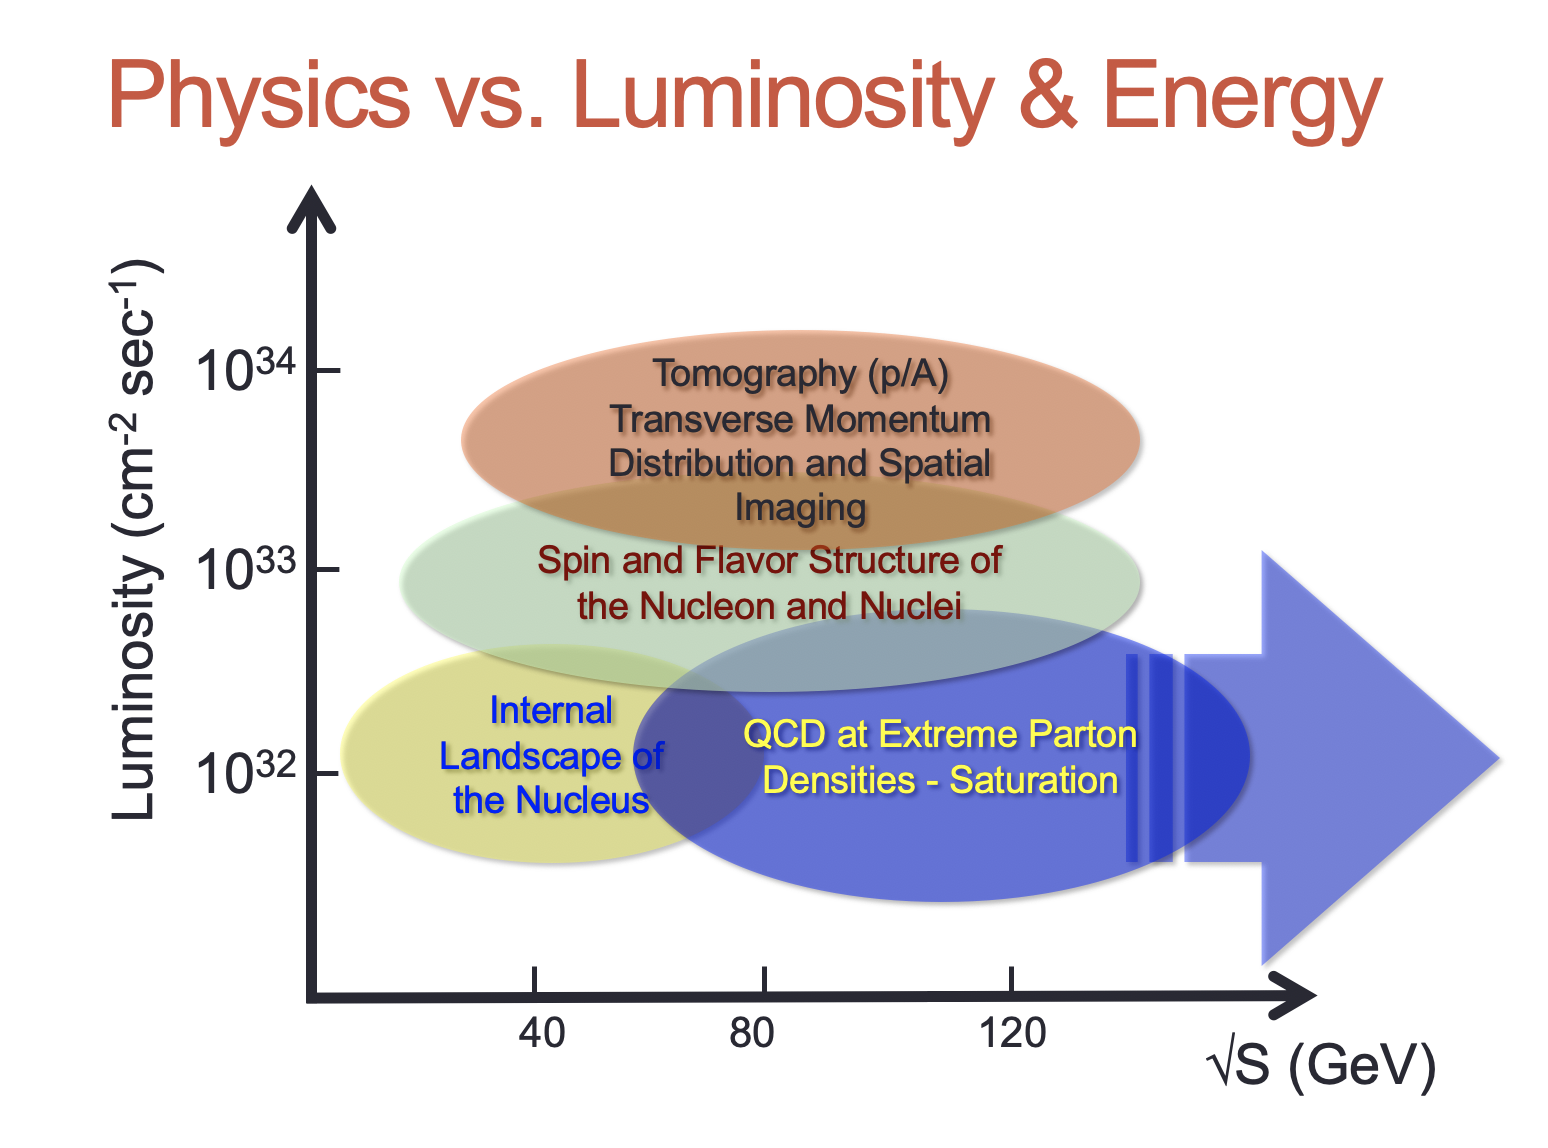 Physics vs. Luminosity & Energy
Luminosity (cm⁻² sec⁻¹)
10³⁴
10³³
10³²
Tomography (p/A)
Transverse Momentum
Distribution and Spatial
Imaging
Spin and Flavor Structure of
the Nucleon and Nuclei
Internal
Landscape of
the Nucleus
QCD at Extreme Parton
Densities - Saturation
40
80
120
√S (GeV)